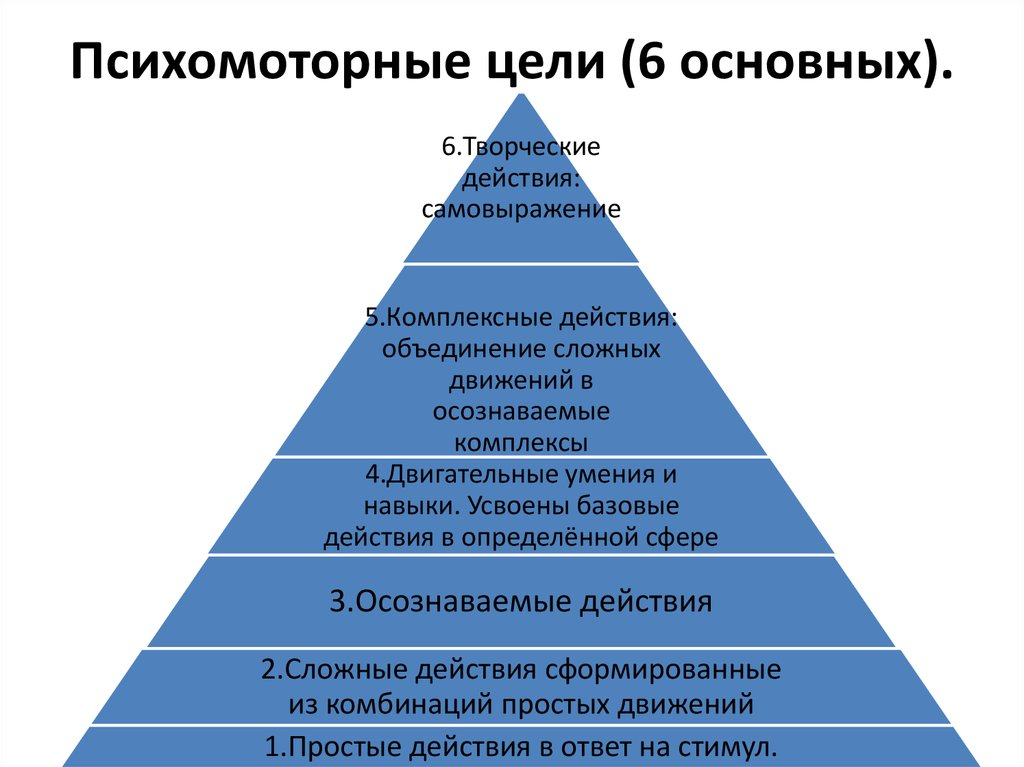 Психомоторные цели (6 основных).
6.Творческие
действия:
самовыражение
5.Комплексные действия:
объединение сложных
движений в
осознаваемые
комплексы
4.Двигательные умения и
навыки. Усвоены базовые
действия в определённой сфере
3.Осознаваемые действия
2.Сложные действия сформированные
из комбинаций простых движений
1.Простые действия в ответ на стимул.